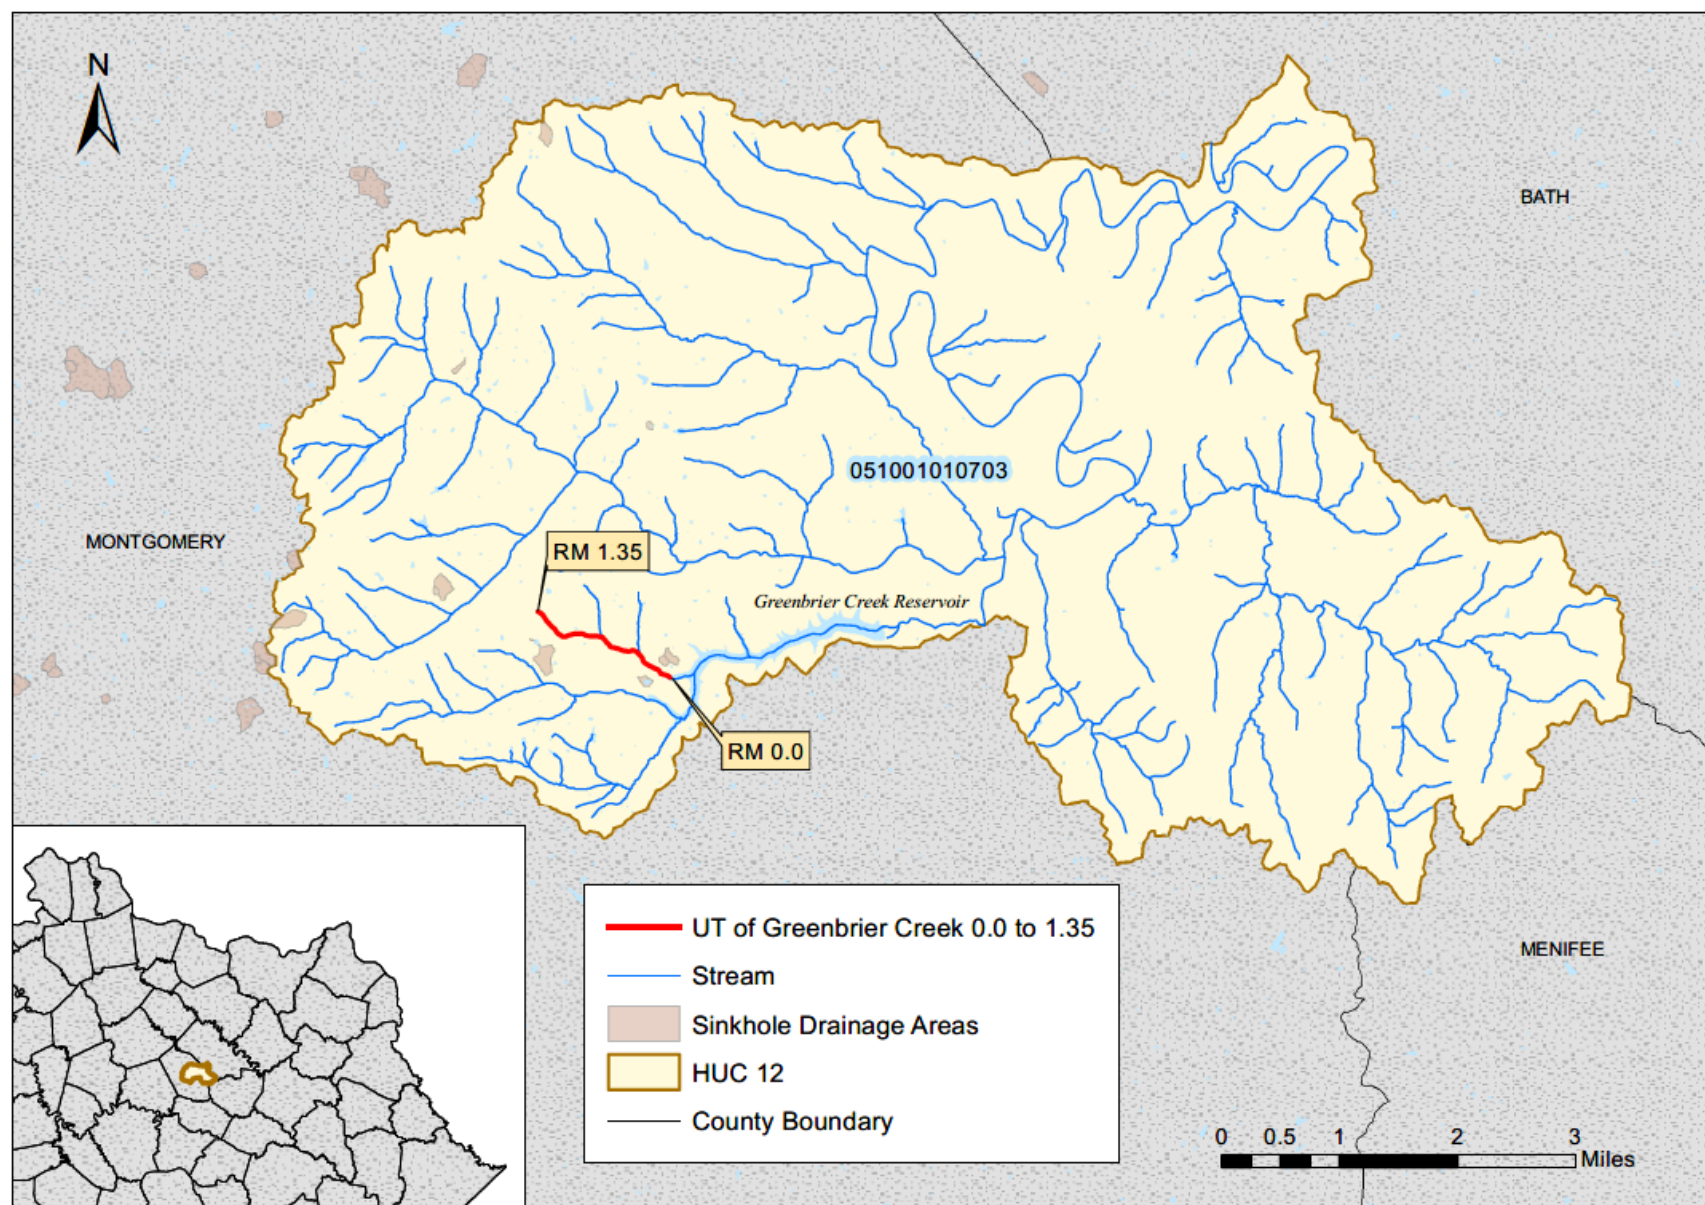 N
BATH
051001010703
MONTGOMERY
RM 1.35
Greenbrier Creek Reservoir
RM 0.0
UT of Greenbrier Creek 0.0 to 1.35
Stream
Sinkhole Drainage Areas
HUC 12
County Boundary
MENIFEE
0 0.5 1 2 3
Miles